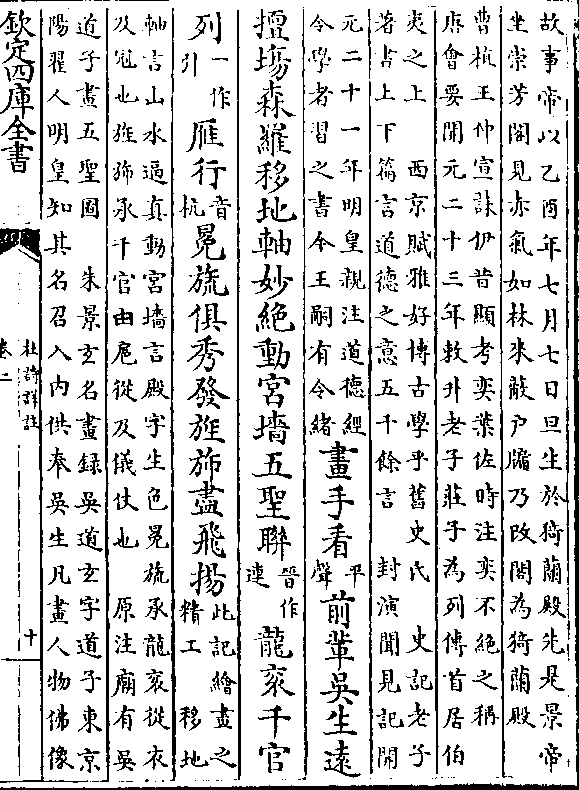 故事帝以乙酉年七月七日旦生於猗蘭殿先是景帝
坐崇芳閣見赤氣如林來蔽户牖乃改閣為猗蘭殿
曹植王仲宣誄伊昔顯考奕葉佐時注奕不絶之稱
唐會要開元二十三年敕升老子莊子為列傳首居伯
夷之上　西京賦雅好博古學乎舊史氏　史記老子
著書上下篇言道德之意五千餘言　封演聞見記開
元二十一年明皇親注道德經
令學者習之書今王嗣有令緒
畫手看平聲前輩吳生遠
擅塲森羅移地軸妙絶動宫墻五聖聯晉作連龍衮千官
列一作引雁行音杭冕旒俱秀發旌斾盡飛揚此記繪畫之精工　移地
軸言山水逼真動宫墻言殿宇生色冕旒承龍衮從衣
及冠也旌斾承千官由扈從及儀仗也　原注廟有吳
道子畫五聖圖　朱景玄名畫録吳道玄字道子東京
陽翟人明皇知其名召入内供奉吳生凡畫人物佛像
欽定四庫全書
杜詩詳註
卷二
十